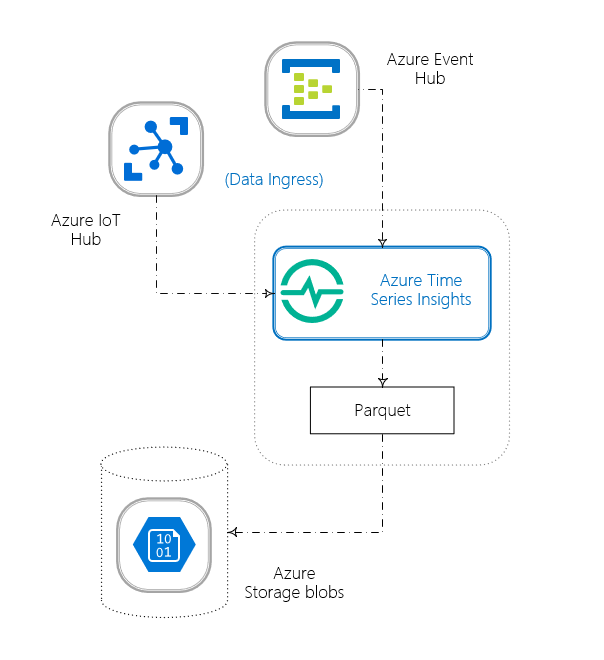 Azure Event
Hub
(Data Ingress)
Azure IoT
Hub
Azure Time
Series Insights
Parquet
10
01
Azure
Storage blobs